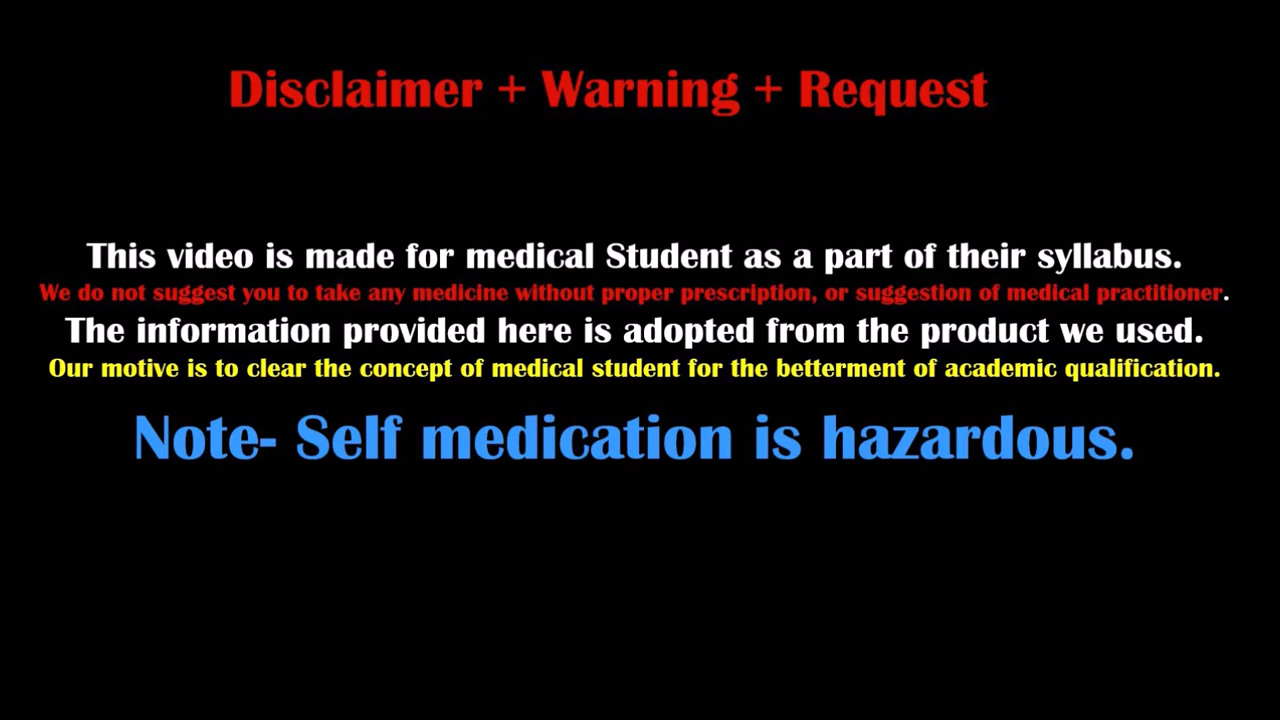 Disclaimer + Warning + Request
This video is made for medical Student as a part of their syllabus.
We do not suggest you to take any medicine without proper prescription, or suggestion of medical practitioner.
The information provided here is adopted from the product we used.
Our motive is to clear the concept of medical student for the betterment of academic qualification.
Note- Self medication is hazardous.